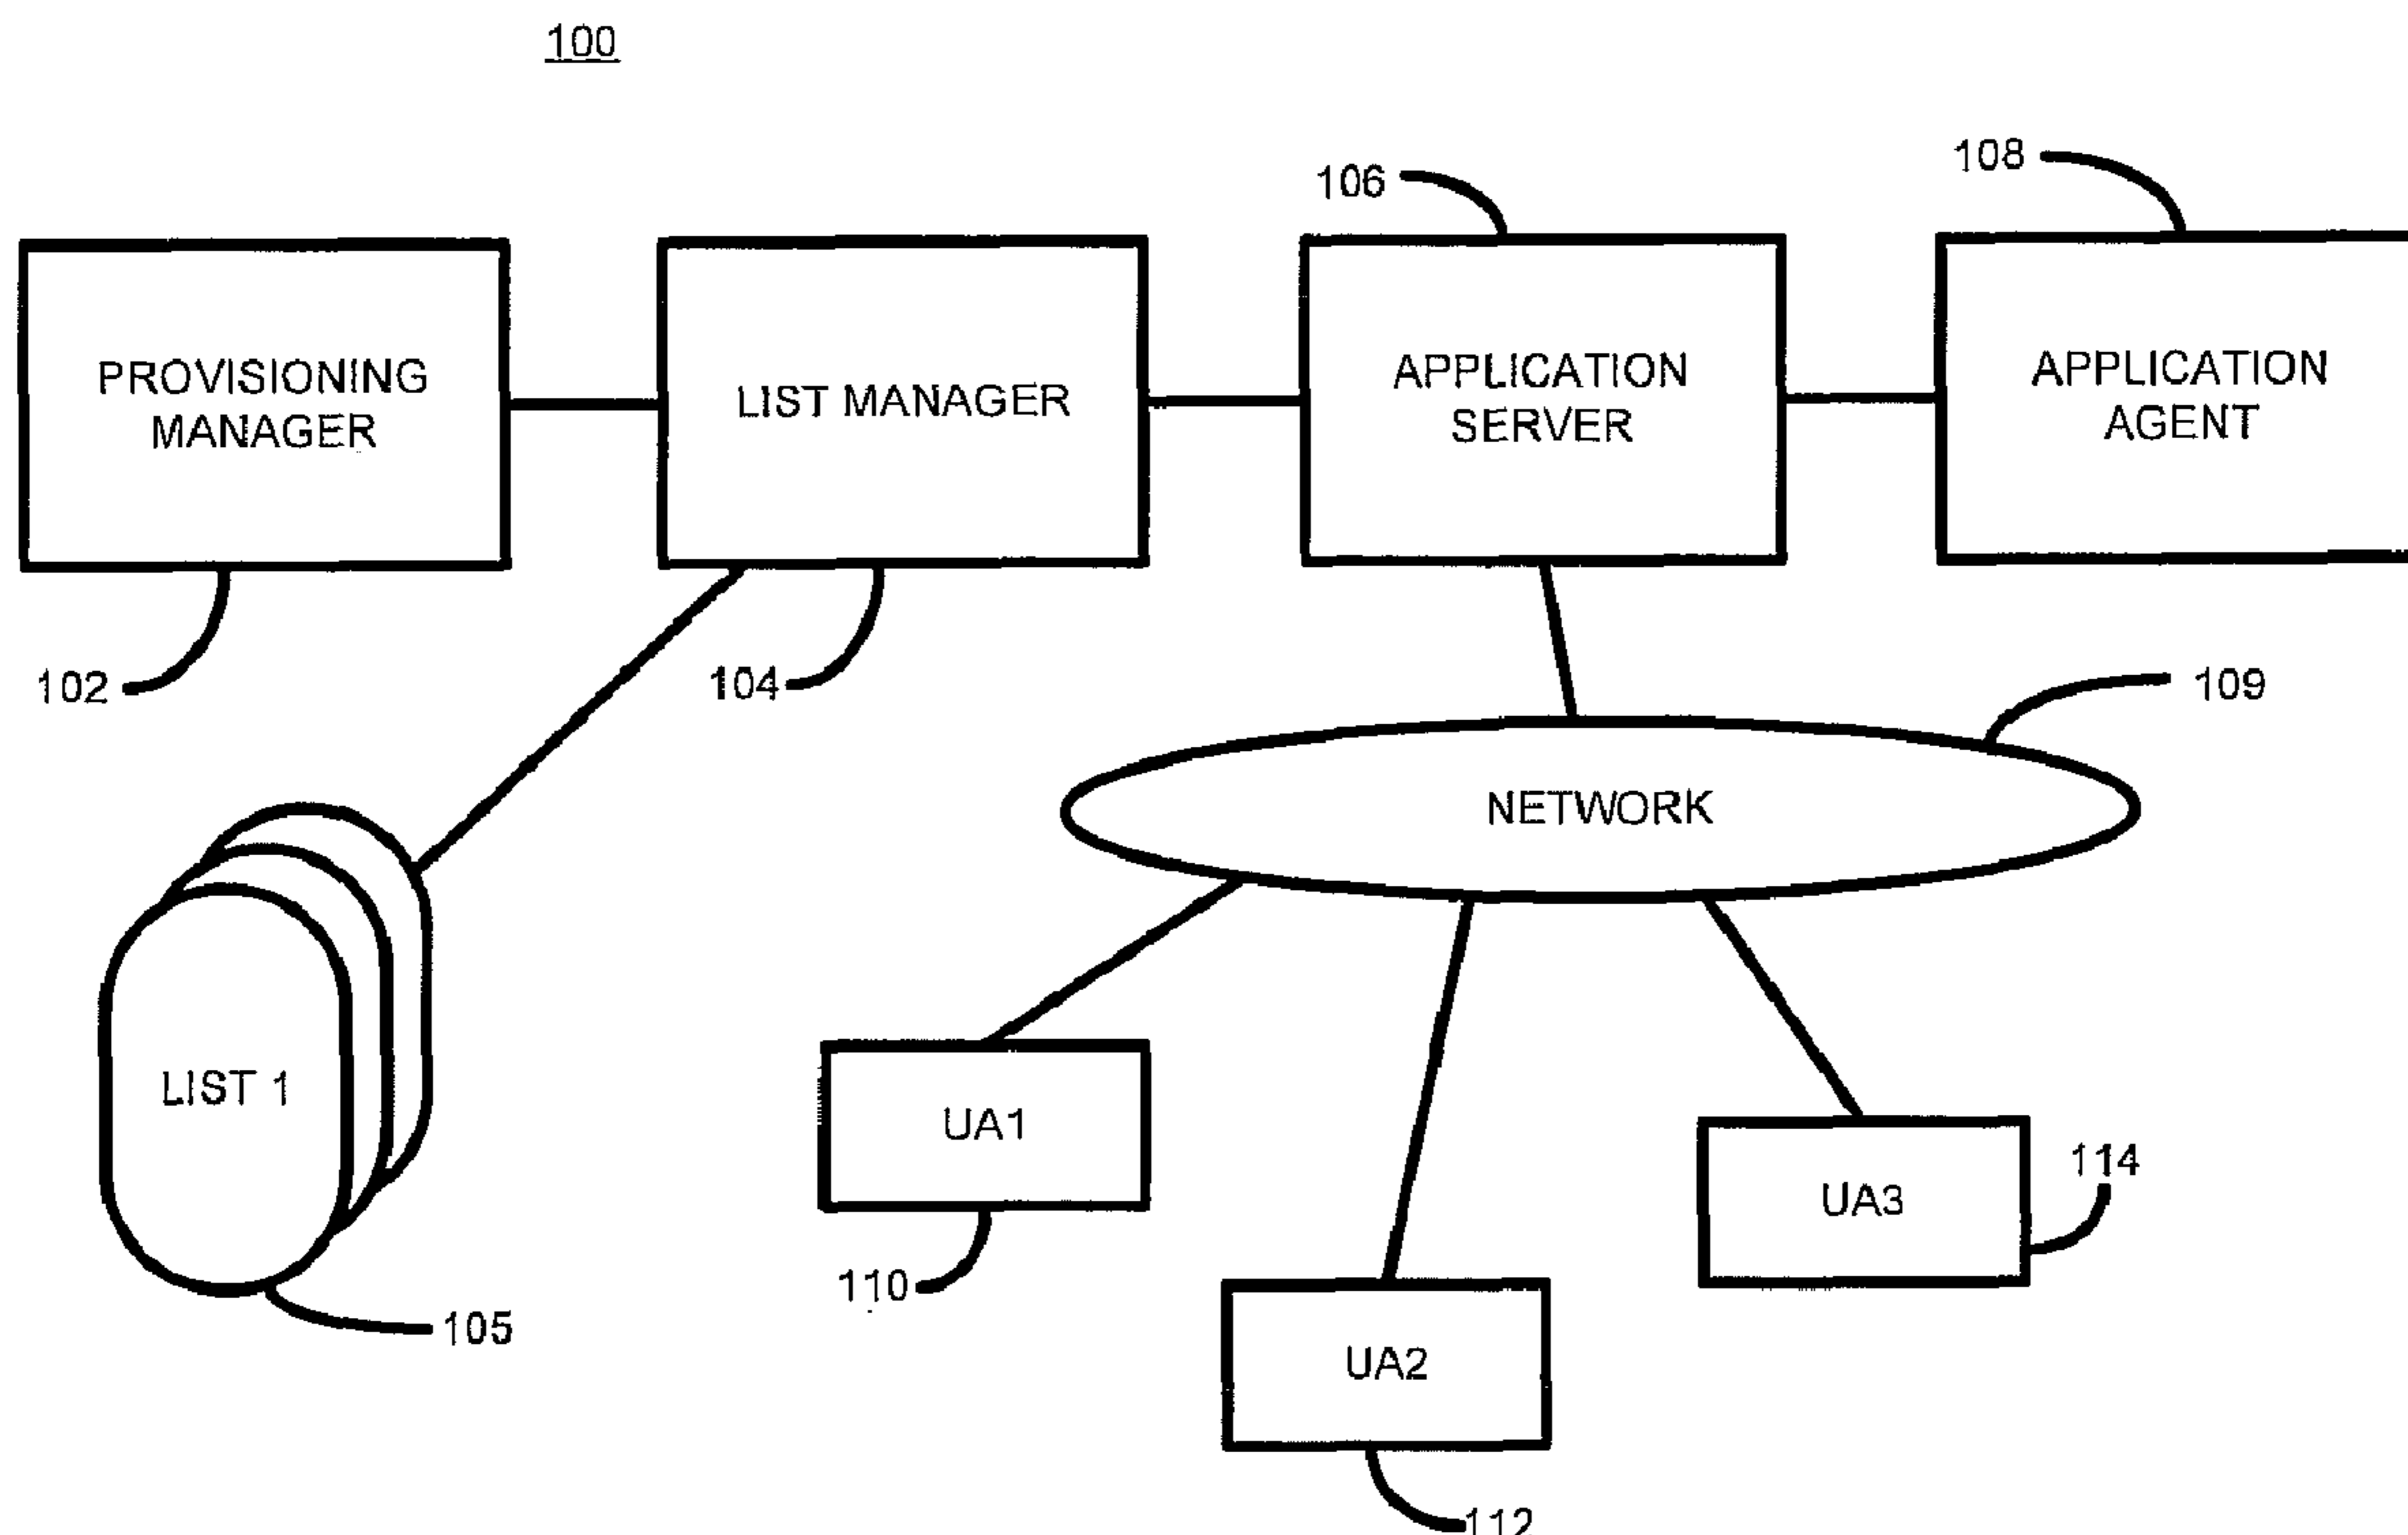 100
106
108
PROVISIONING
MANAGER
LIST MANAGER
APPLICATION
SERVER
APPLICATION
AGENT
102
104
109
NETWORK
LIST 1
UA1
UA3
114
110
105
UA2
112